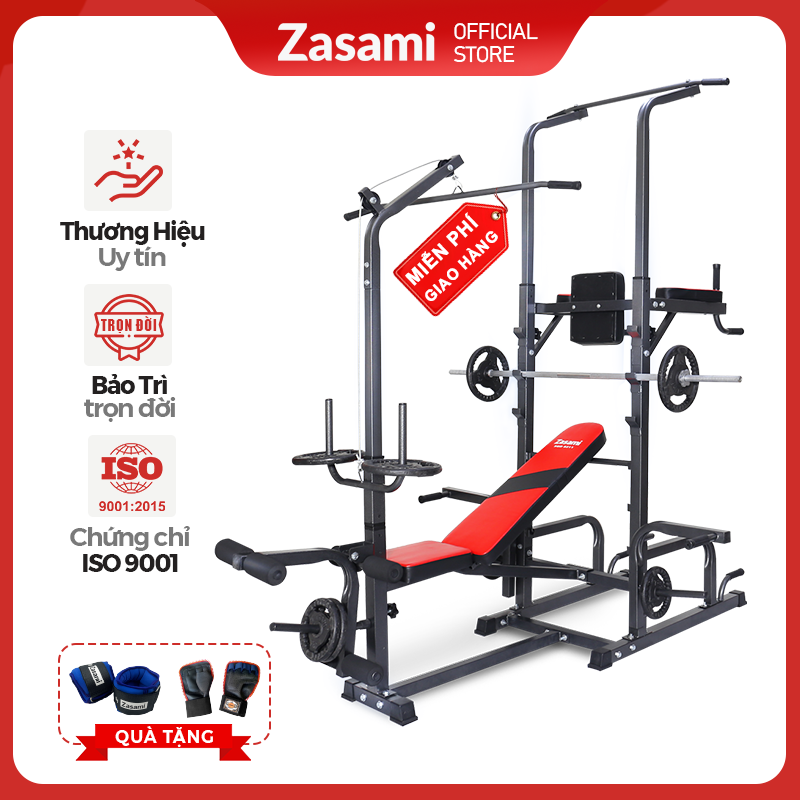 Zasami
OFFICIAL
STORE
Thương Hiệu
Uy tín
TRỌN ĐỜI
Bảo Trì
trọn đời
ISO
9001:2015
Chứng chỉ
ISO 9001
MIỄN PHÍ
GIAO HÀNG
Zasami
Zasami
Zasami
QUÀ TẶNG